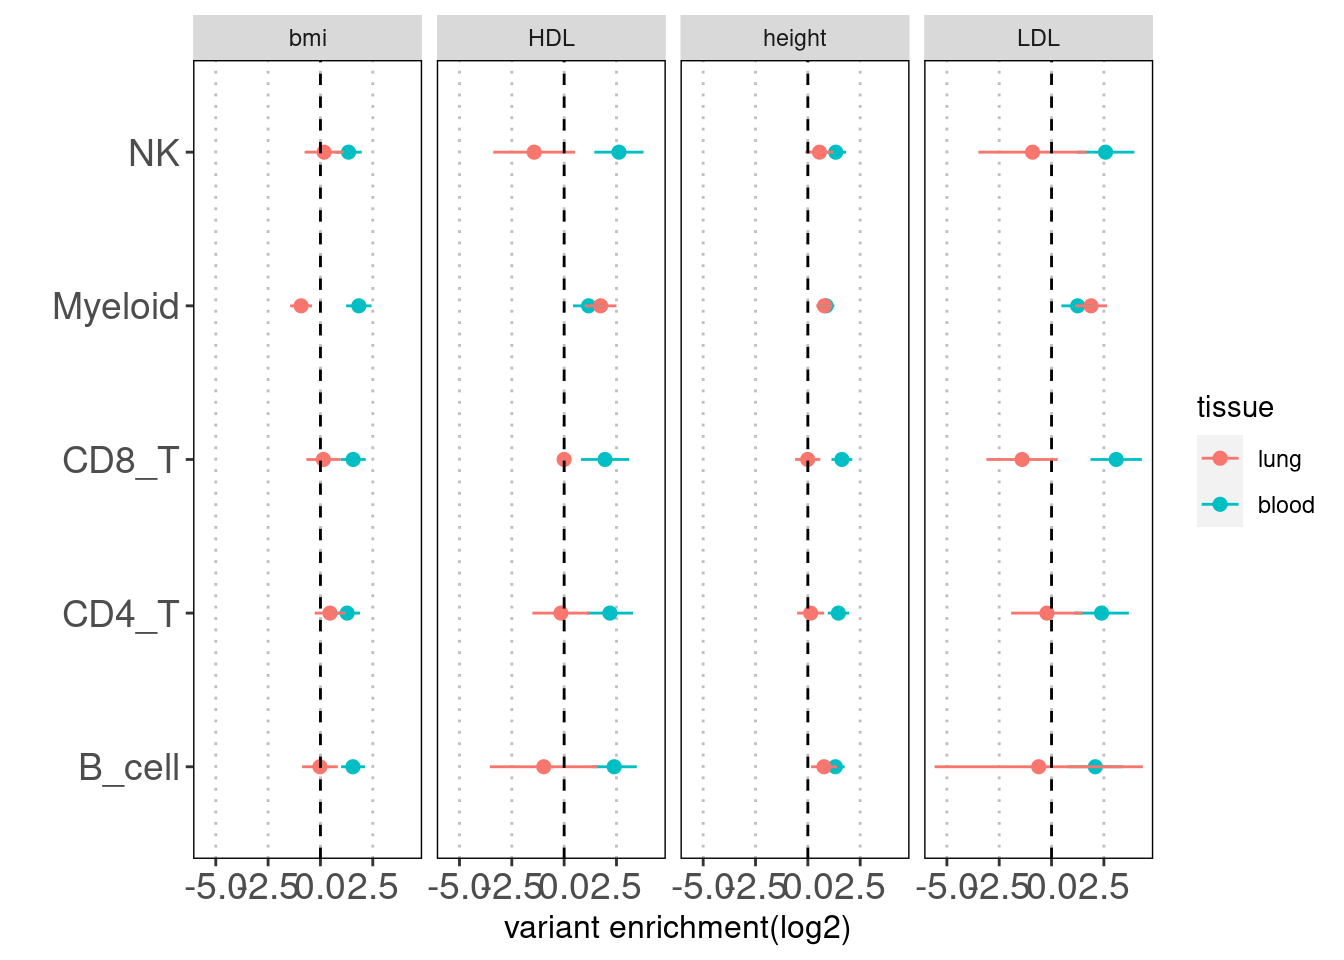 bmi HDL height LDL
NK
Myeloid
CD8_T
CD4_T
B_cell
tissue
lung
blood
-5.0 -2.5 0.0 2.5 -5.0 -2.5 0.0 2.5 -5.0 -2.5 0.0 2.5 -5.0 -2.5 0.0 2.5
variant enrichment(log2)